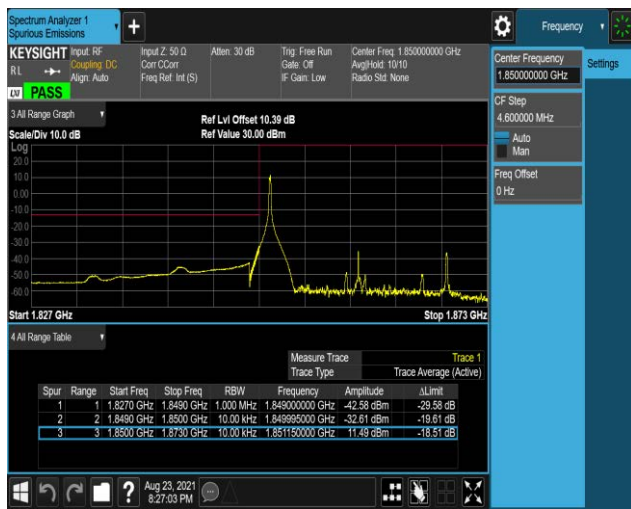 Spectrum Analyzer 1
Spurious Emissions
+
Frequency
KEYSIGHT Input: RF Input Z: 50 Ω Atten: 30 dB Trig: Free Run Center Freq: 1.850000000 GHz
RL Coupling: DC Corr CCorr Gate: Off Avg|Hold: 10/10
Align: Auto Freq Ref: Int (S) IF Gain: Low Radio Std: None
LXI PASS
Center Frequency
1.850000000 GHz
Settings
CF Step
4.600000 MHz
Auto
Man
Freq Offset
0 Hz
3 All Range Graph
Ref Lvl Offset 10.39 dB
Scale/Div 10.0 dB Ref Value 30.00 dBm
Log
20.0
10.0
0.00
-10.0
-20.0
-30.0
-40.0
-50.0
-60.0
Start 1.827 GHz Stop 1.873 GHz
4 All Range Table
Measure Trace Trace 1
Trace Type Trace Average (Active)
Spur Range Start Freq Stop Freq RBW Frequency Amplitude ΔLimit
1 1 1.8270 GHz 1.8490 GHz 1.000 MHz 1.849000000 GHz -42.58 dBm -29.58 dB
2 2 1.8490 GHz 1.8500 GHz 10.00 kHz 1.849995000 GHz -32.61 dBm -19.61 dB
3 3 1.8500 GHz 1.8730 GHz 10.00 kHz 1.851150000 GHz 11.49 dBm -18.51 dB
? Aug 23, 2021
8:27:03 PM